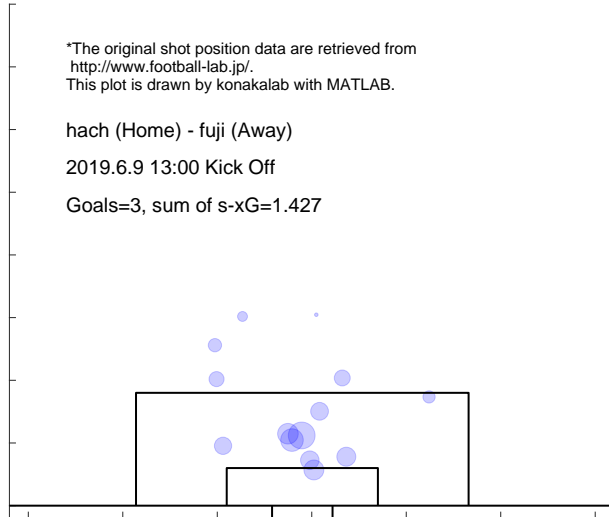 *The original shot position data are retrieved from
http://www.football-lab.jp/.
This plot is drawn by konakalab with MATLAB.
hach (Home) - fuji (Away)
2019.6.9 13:00 Kick Off
Goals=3, sum of s-xG=1.427